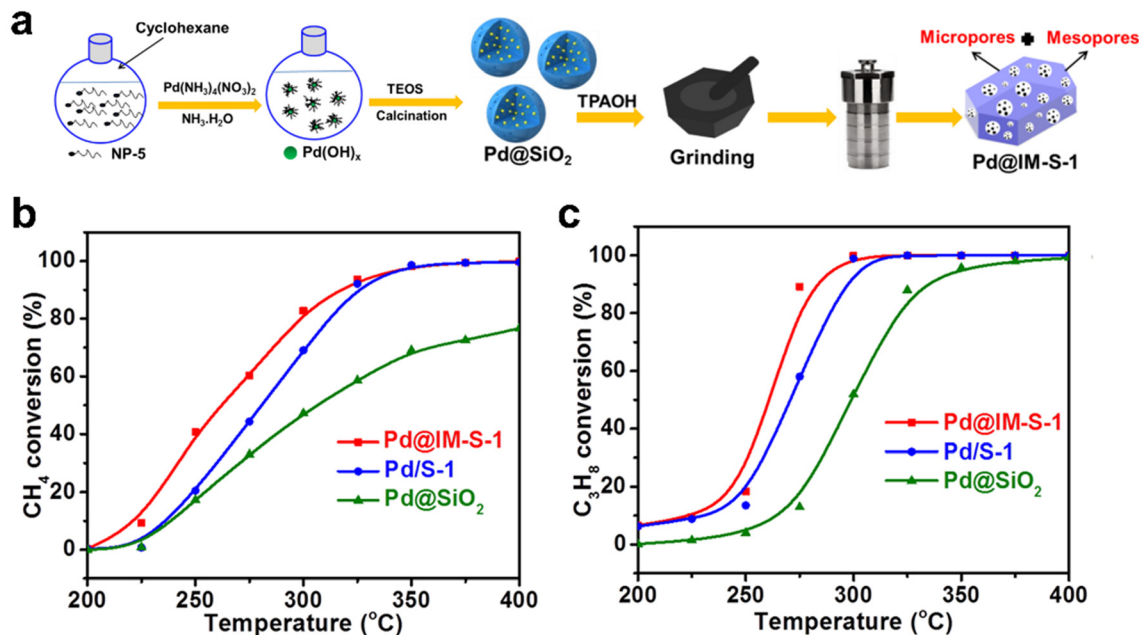 a
Cyclohexane
Pd(NH₃)₄(NO₃)₂
NH₃.H₂O
NP-5
Pd(OH)ₓ
TEOS
Calcination
Pd@SiO₂
TPAOH
Grinding
Micropores + Mesopores
Pd@IM-S-1
b
CH₄ conversion (%)
100
80
60
40
20
0
Pd@IM-S-1
Pd/S-1
Pd@SiO₂
200 250 300 350 400
Temperature (°C)
c
C₃H₈ conversion (%)
100
80
60
40
20
0
Pd@IM-S-1
Pd/S-1
Pd@SiO₂
200 250 300 350 400
Temperature (°C)